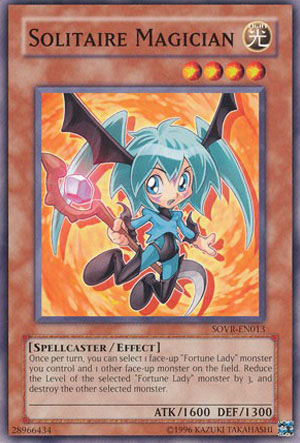 SOLITAIRE MAGICIAN
光
SOVR-EN013
[SPELLCASTER / EFFECT]
Once per turn, you can select 1 face-up "Fortune Lady" monster
you control and 1 other face-up monster on the field. Reduce
the Level of the selected "Fortune Lady" monster by 3, and
destroy the other selected monster.
ATK/1600 DEF/1300
28966434
©1996 KAZUKI TAKAHASHI